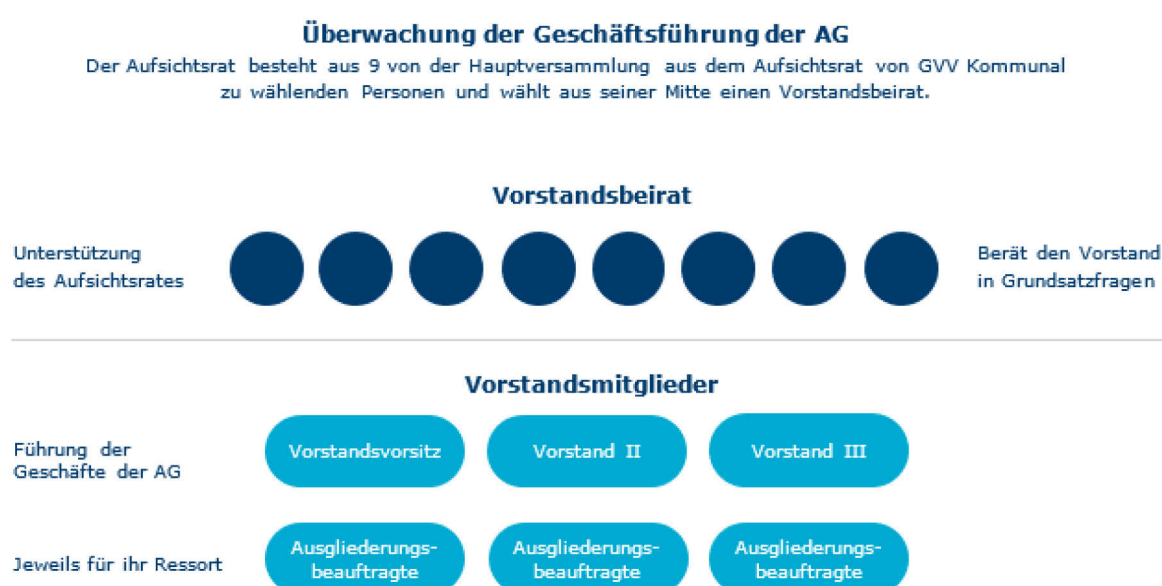 Überwachung der Geschäftsführung der AG
Der Aufsichtsrat besteht aus 9 von der Hauptversammlung aus dem Aufsichtsrat von GVV Kommunal
zu wählenden Personen und wählt aus seiner Mitte einen Vorstandsbeirat.
Vorstandsbeirat
Unterstützung
des Aufsichtsrates
Berät den Vorstand
in Grundsatzfragen
Vorstandsmitglieder
Führung der
Geschäfte der AG
Vorstandsvorsitz
Vorstand II
Vorstand III
Jeweils für ihr Ressort
Ausgliederungs-
beauftragte
Ausgliederungs-
beauftragte
Ausgliederungs-
beauftragte